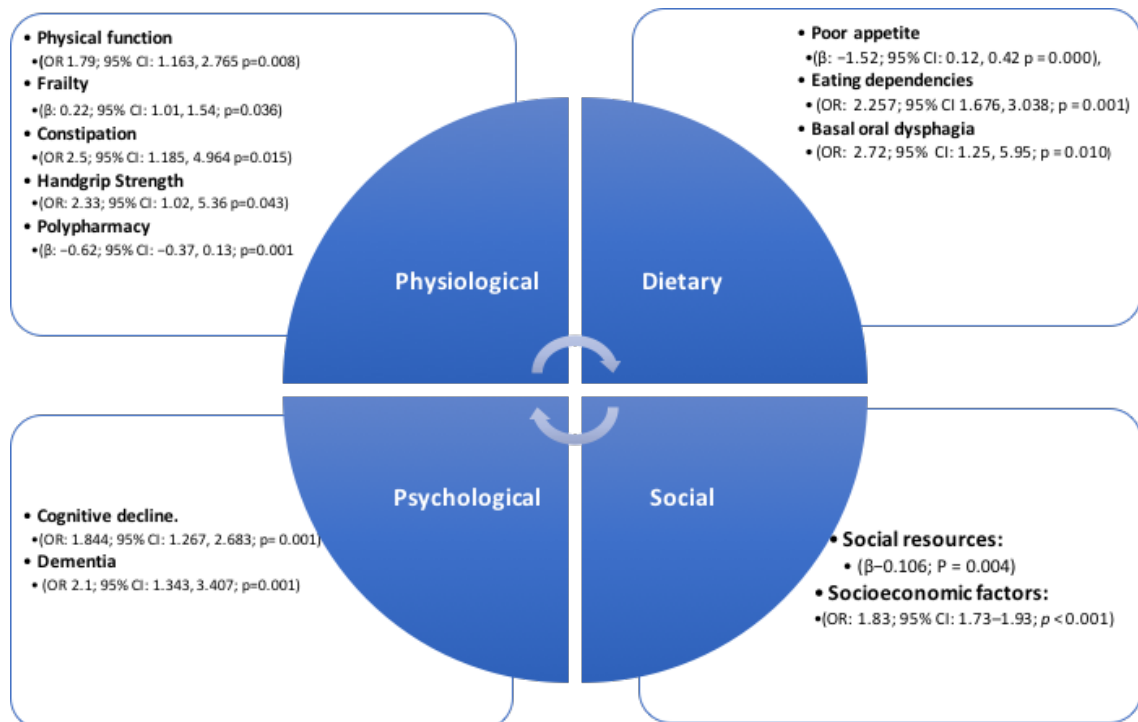 • Physical function
•(OR 1.79; 95% CI: 1.163, 2.765 p=0.008)
• Frailty
•(β: 0.22; 95% CI: 1.01, 1.54; p=0.036)
• Constipation
•(OR 2.5; 95% CI: 1.185, 4.964 p=0.015)
• Handgrip Strength
•(OR: 2.33; 95% CI: 1.02, 5.36 p=0.043)
• Polypharmacy
•(β: −0.62; 95% CI: −0.37, 0.13; p=0.001
• Poor appetite
•(β: −1.52; 95% CI: 0.12, 0.42 p = 0.000),
• Eating dependencies
• (OR: 2.257; 95% CI 1.676, 3.038; p = 0.001)
• Basal oral dysphagia
• (OR: 2.72; 95% CI: 1.25, 5.95; p = 0.010)
Physiological
Dietary
Psychological
Social
• Cognitive decline.
•(OR: 1.844; 95% CI: 1.267, 2.683; p= 0.001)
• Dementia
• (OR 2.1; 95% CI: 1.343, 3.407; p=0.001)
• Social resources:
• (β−0.106; P = 0.004)
• Socioeconomic factors:
•(OR: 1.83; 95% CI: 1.73–1.93; p < 0.001)